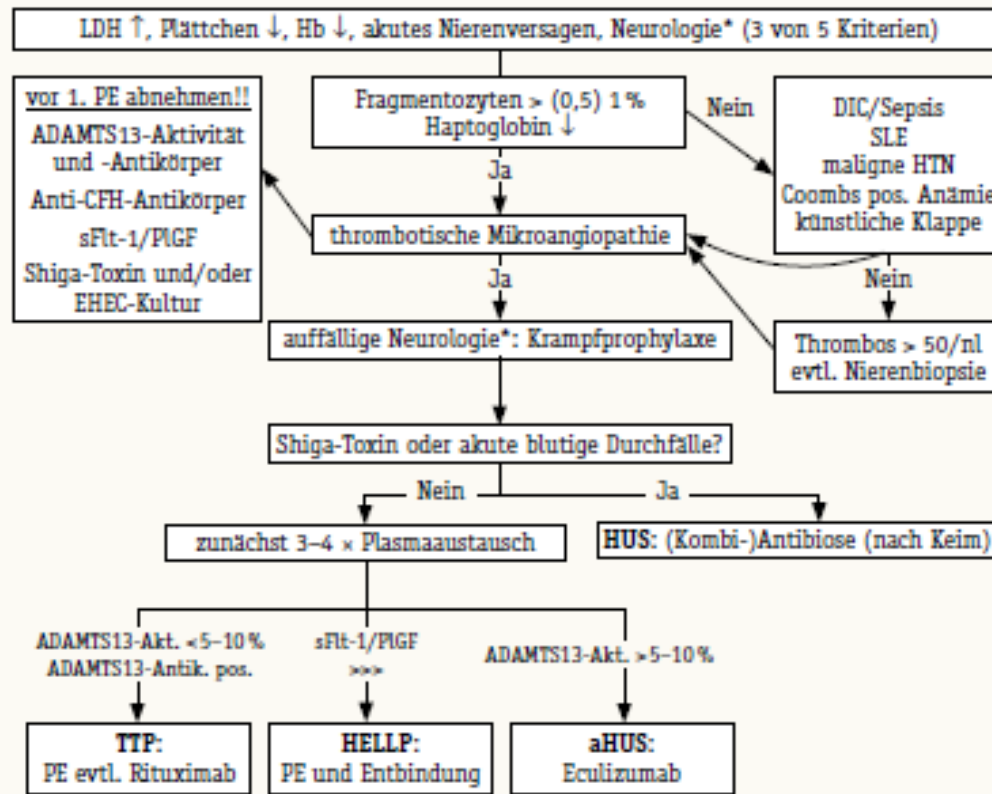 LDH ↑, Plättchen ↓, Hb ↓, akutes Nierenversagen, Neurologie* (3 von 5 Kriterien)
vor 1. PE abnehmen!!
ADAMTS13-Aktivität
und -Antikörper
Anti-CFH-Antikörper
sFlt-1/PlGF
Shiga-Toxin und/oder
EHEC-Kultur
Fragmentozyten > (0,5) 1 %
Haptoglobin ↓
Nein
DIC/Sepsis
SLE
maligne HTN
Coombs pos. Anämie
künstliche Klappe
Ja
thrombotische Mikroangiopathie
Ja
Nein
auffällige Neurologie*: Krampfprophylaxe
Thrombos > 50/nl
evtl. Nierenbiopsie
Shiga-Toxin oder akute blutige Durchfälle?
Nein
Ja
zunächst 3–4 × Plasmaaustausch
HUS: (Kombi-)Antibiose (nach Keim)
ADAMTS13-Akt. <5–10 %
ADAMTS13-Antik. pos.
sFlt-1/PlGF
>>>
ADAMTS13-Akt. >5–10 %
TTP:
PE evtl. Rituximab
HELLP:
PE und Entbindung
aHUS:
Eculizumab